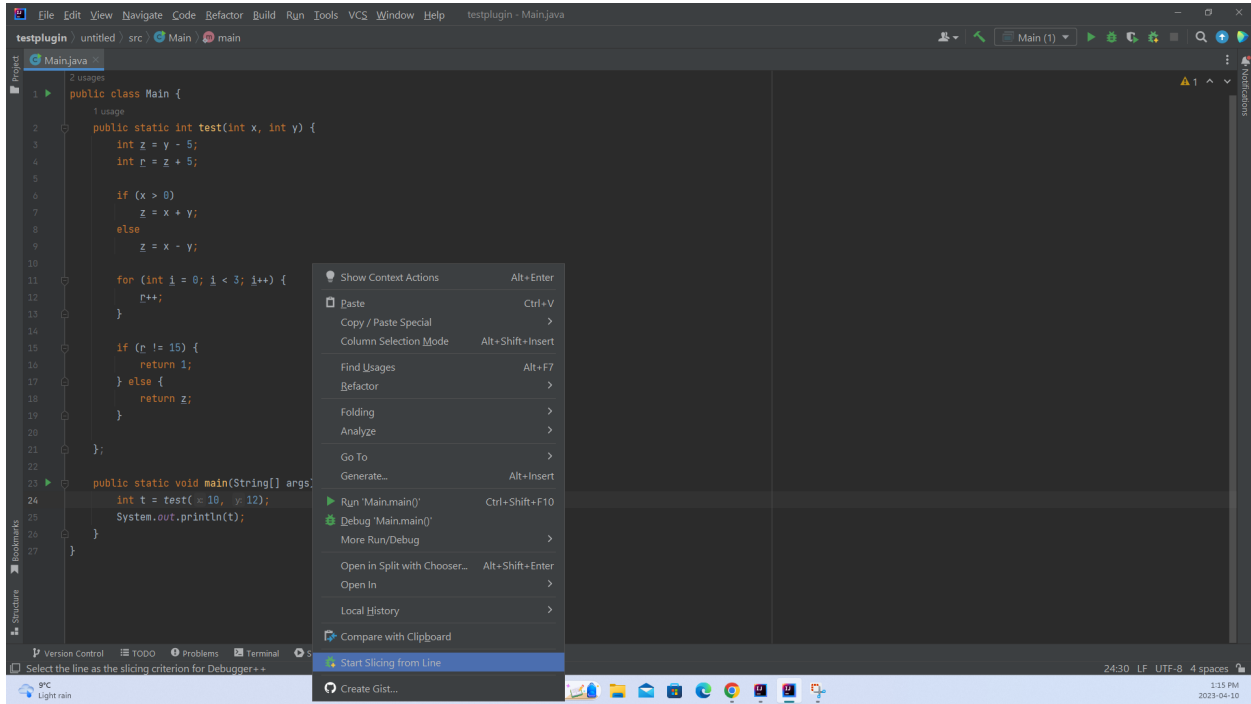 File Edit View Navigate Code Refactor Build Run Tools VCS Window Help testplugin - Main.java
testplugin untitled src Main main Main (1)
Project
Main.java
Notifications
2 usages
1
1 public class Main {
1 usage
2 public static int test(int x, int y) {
3 int z = y - 5;
4 int r = z + 5;
5
6 if (x > 0)
7 z = x + y;
8 else
9 z = x - y;
10
11 for (int i = 0; i < 3; i++) {
12 r++;
13 }
14
15 if (r != 15) {
16 return 1;
17 } else {
18 return z;
19 }
20
21 };
22
23 public static void main(String[] args)
24 int t = test( x: 10, y: 12);
25 System.out.println(t);
26 }
27 }
Show Context Actions Alt+Enter
Paste Ctrl+V
Copy / Paste Special
Column Selection Mode Alt+Shift+Insert
Find Usages Alt+F7
Refactor
Folding
Analyze
Go To
Generate... Alt+Insert
Run 'Main.main()' Ctrl+Shift+F10
Debug 'Main.main()'
More Run/Debug
Open in Split with Chooser... Alt+Shift+Enter
Open In
Local History
Compare with Clipboard
Start Slicing from Line
Create Gist...
Bookmarks
Structure
Version Control TODO Problems Terminal S
Select the line as the slicing criterion for Debugger++ 24:30 LF UTF-8 4 spaces
9°C
Light rain
1:15 PM
2023-04-10